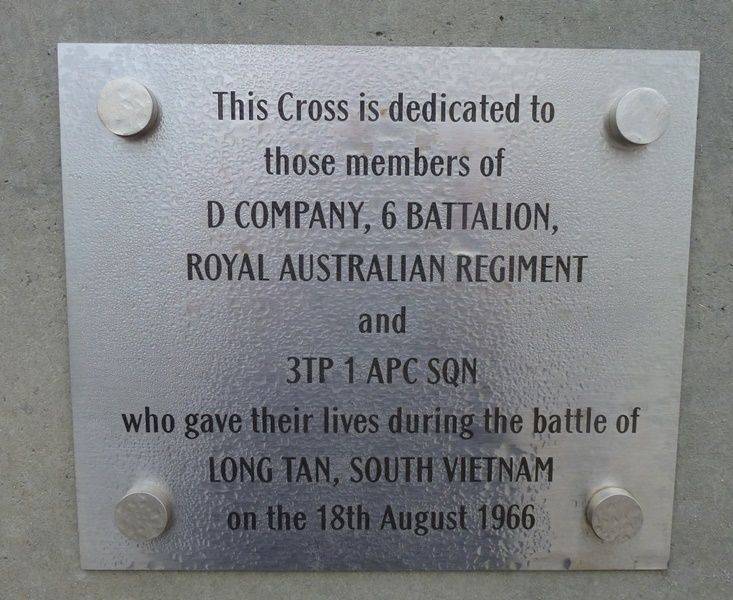 This Cross is dedicated to
those members of
D COMPANY, 6 BATTALION,
ROYAL AUSTRALIAN REGIMENT
and
3TP 1 APC SQN
who gave their lives during the battle of
LONG TAN, SOUTH VIETNAM
on the 18th August 1966